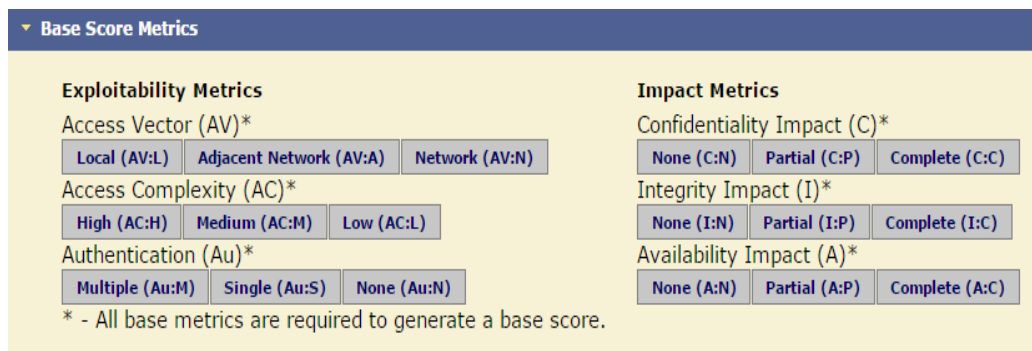 Base Score Metrics
Exploitability Metrics
Access Vector (AV)*
Local (AV:L) Adjacent Network (AV:A) Network (AV:N)
Access Complexity (AC)*
High (AC:H) Medium (AC:M) Low (AC:L)
Authentication (Au)*
Multiple (Au:M) Single (Au:S) None (Au:N)
* - All base metrics are required to generate a base score.
Impact Metrics
Confidentiality Impact (C)*
None (C:N) Partial (C:P) Complete (C:C)
Integrity Impact (I)*
None (I:N) Partial (I:P) Complete (I:C)
Availability Impact (A)*
None (A:N) Partial (A:P) Complete (A:C)